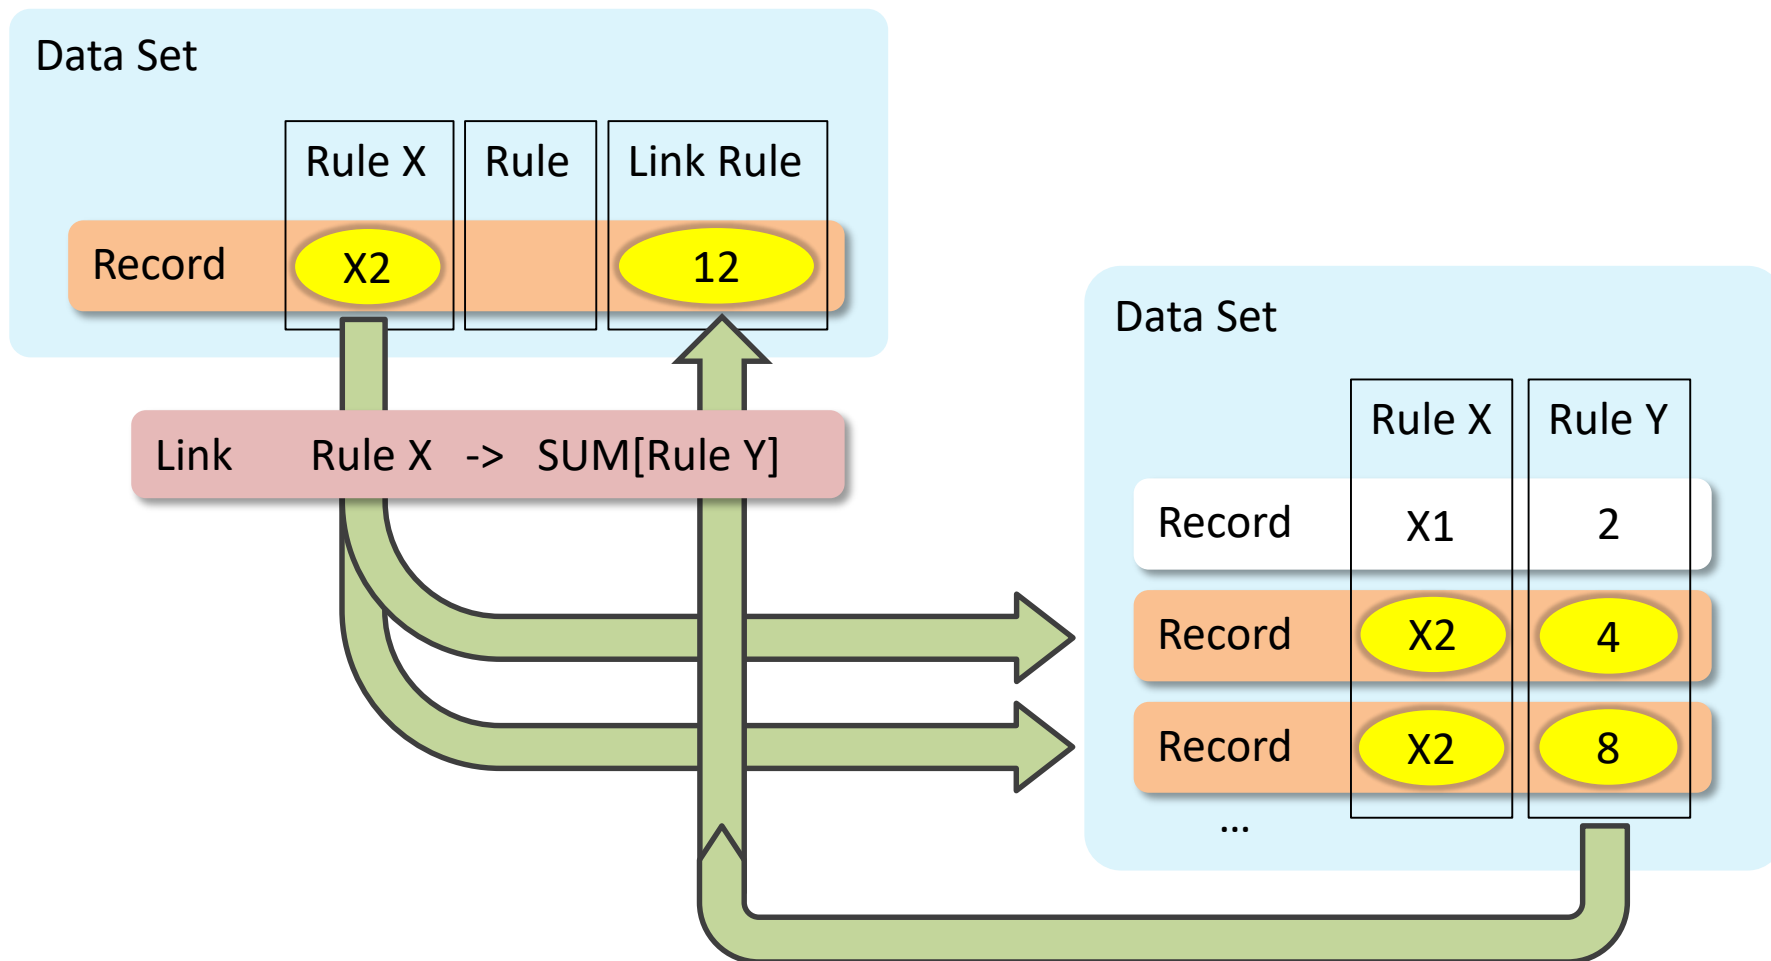 Data Set
Rule X Rule Link Rule
Record X2 12
Link Rule X -> SUM[Rule Y]
Data Set
Rule X Rule Y
Record X1 2
Record X2 4
Record X2 8
...